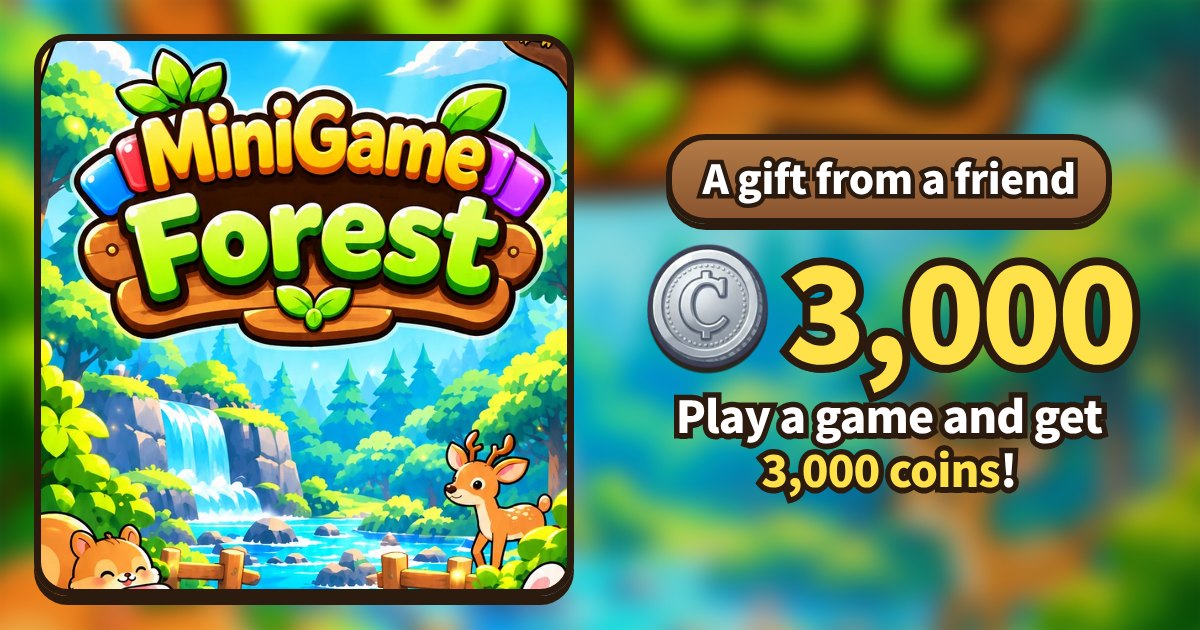 MiniGame
Forest
A gift from a friend
3,000
Play a game and get
3,000 coins!